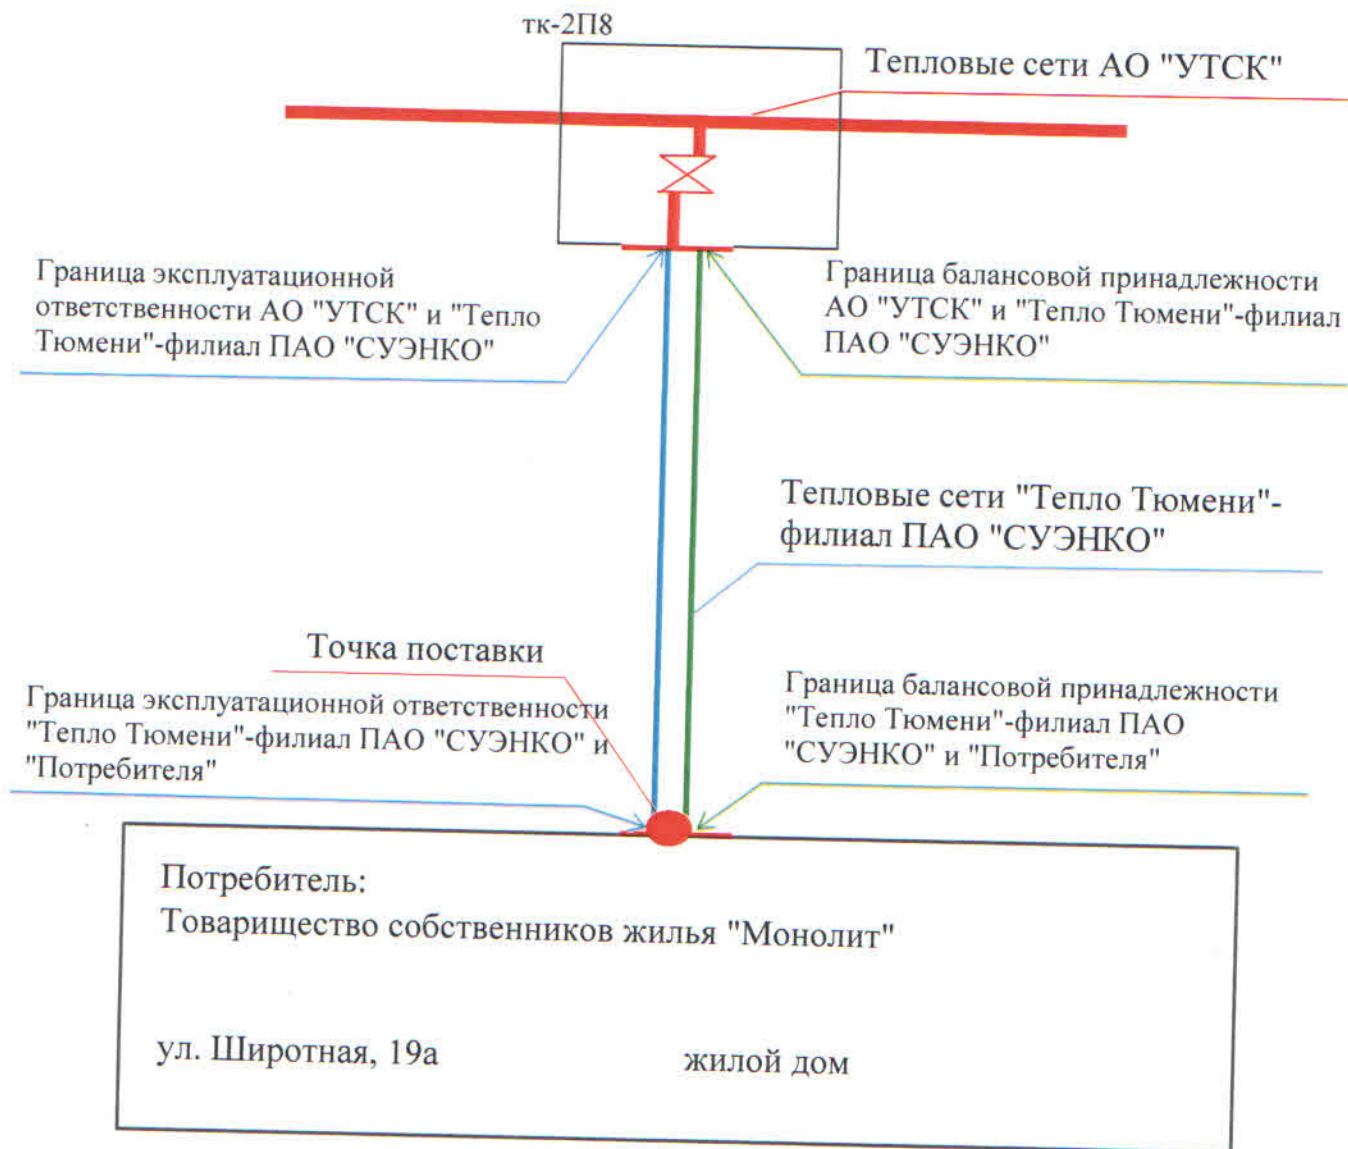 тк-2П8
Тепловые сети АО "УТСК"
Граница эксплуатационной
ответственности АО "УТСК" и "Тепло
Тюмени"-филиал ПАО "СУЭНКО"
Граница балансовой принадлежности
АО "УТСК" и "Тепло Тюмени"-филиал
ПАО "СУЭНКО"
Тепловые сети "Тепло Тюмени"-
филиал ПАО "СУЭНКО"
Точка поставки
Граница эксплуатационной ответственности
"Тепло Тюмени"-филиал ПАО "СУЭНКО" и
"Потребителя"
Граница балансовой принадлежности
"Тепло Тюмени"-филиал ПАО
"СУЭНКО" и "Потребителя"
Потребитель:
Товарищество собственников жилья "Монолит"
ул. Широтная, 19а
жилой дом